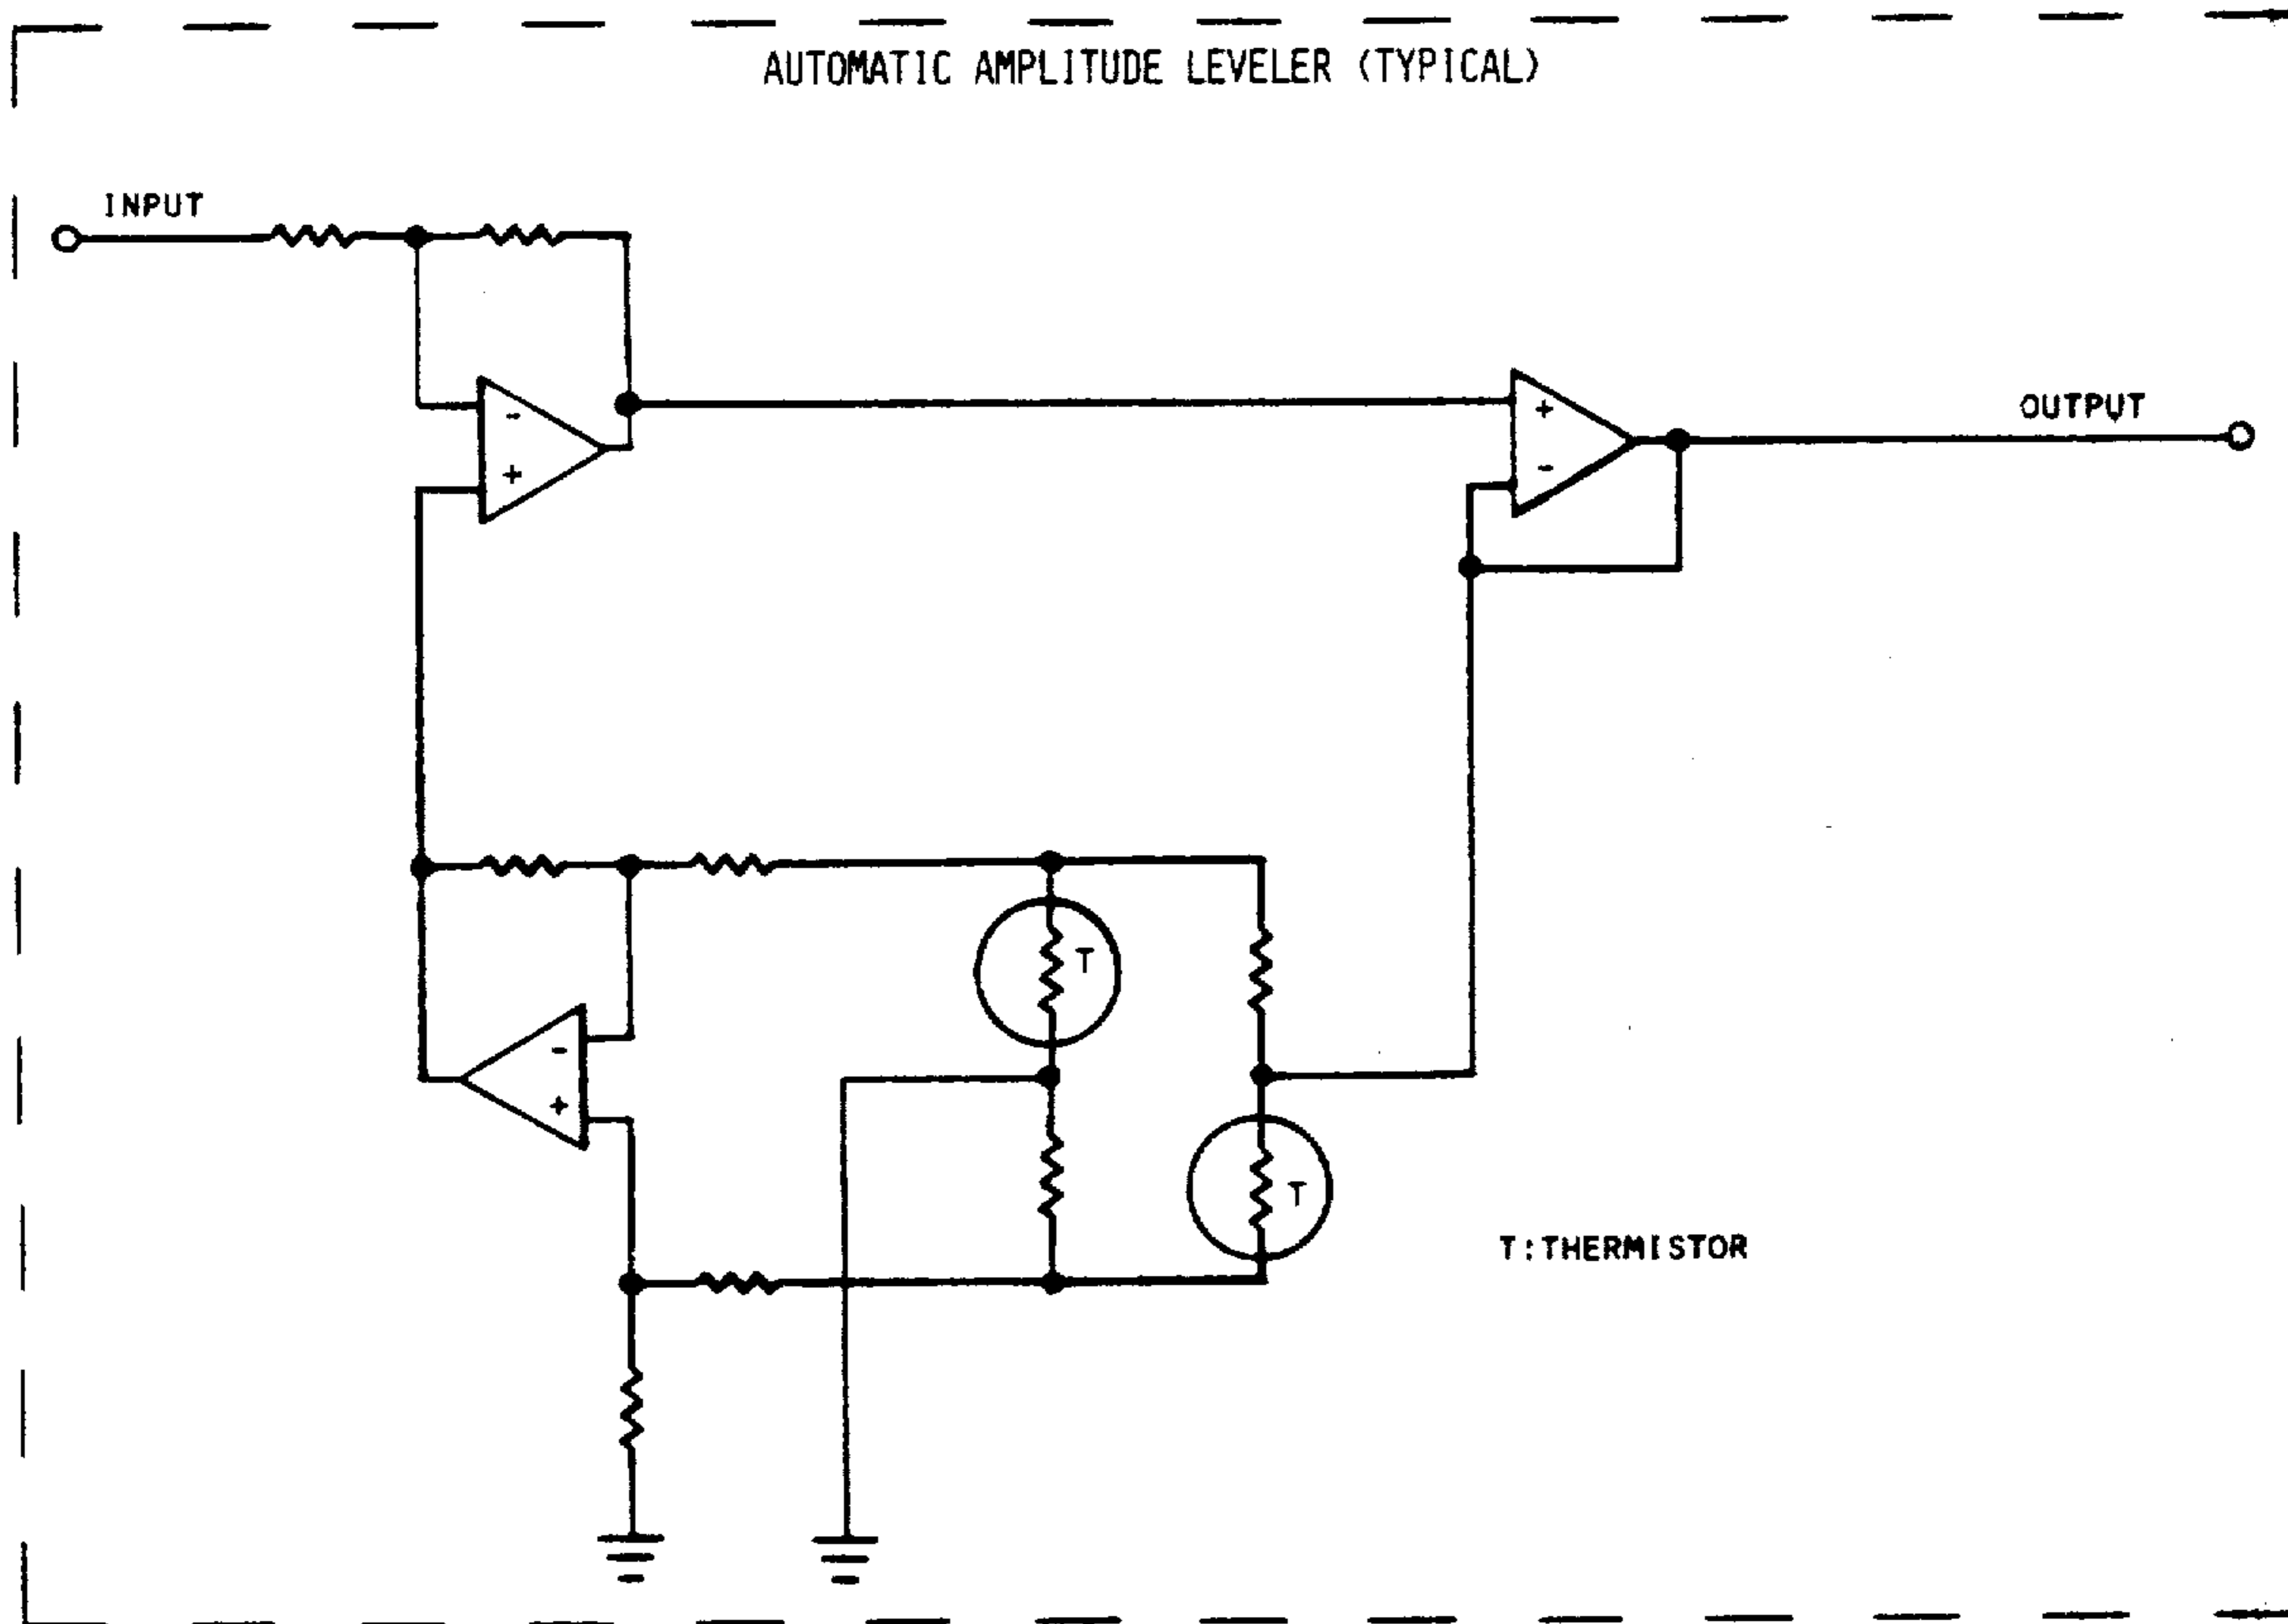 AUTOMATIC AMPLITUDE LEVELER (TYPICAL)
INPUT
-
+
+
-
OUTPUT
T
-
+
T
T:THERMISTOR